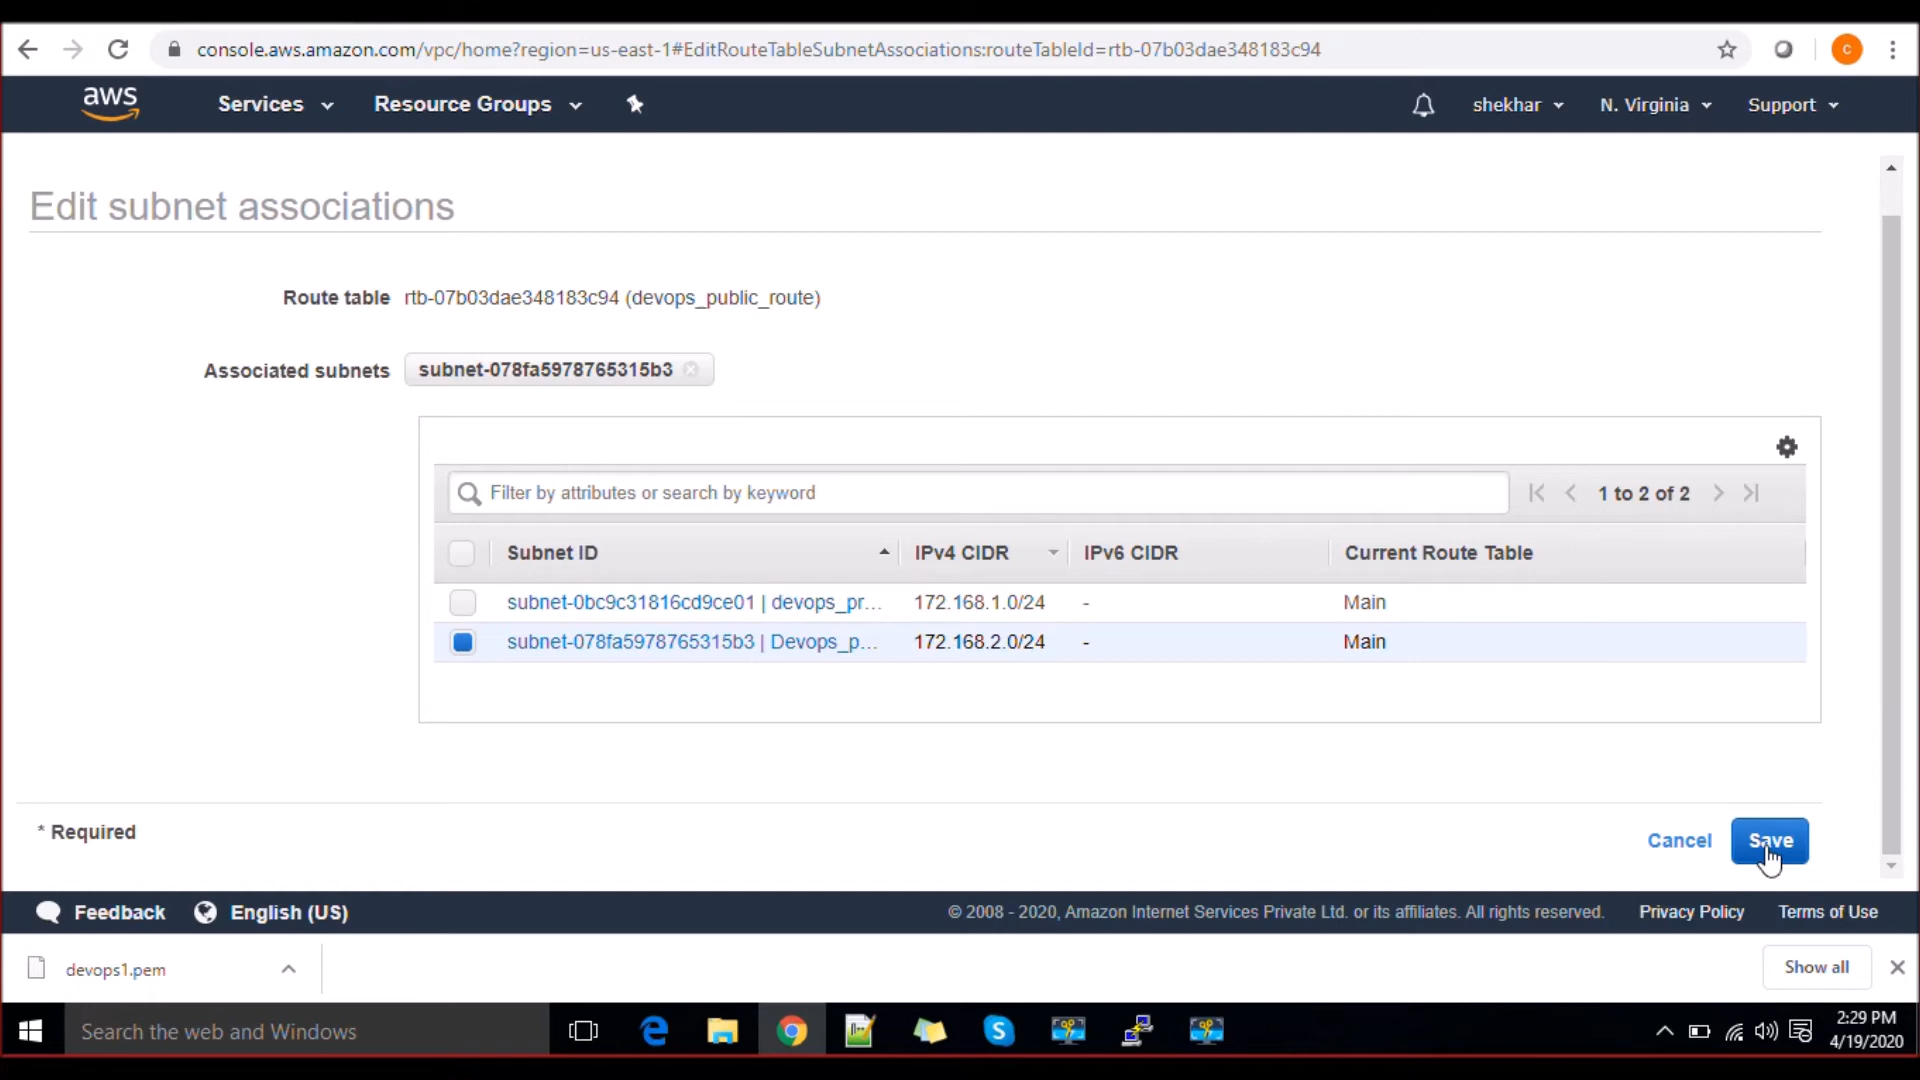 console.aws.amazon.com/vpc/home?region=us-east-1#EditRouteTableSubnetAssociations:routeTableId=rtb-07b03dae348183c94
C
aws Services Resource Groups shekhar N. Virginia Support
Edit subnet associations
Route table rtb-07b03dae348183c94 (devops_public_route)
Associated subnets subnet-078fa5978765315b3
Filter by attributes or search by keyword 1 to 2 of 2
Subnet ID IPv4 CIDR IPv6 CIDR Current Route Table
subnet-0bc9c31816cd9ce01 | devops_pr... 172.168.1.0/24 - Main
subnet-078fa5978765315b3 | Devops_p... 172.168.2.0/24 - Main
* Required Cancel Save
Feedback English (US) © 2008 - 2020, Amazon Internet Services Private Ltd. or its affiliates. All rights reserved. Privacy Policy Terms of Use
devops1.pem Show all
Search the web and Windows
2:29 PM
4/19/2020